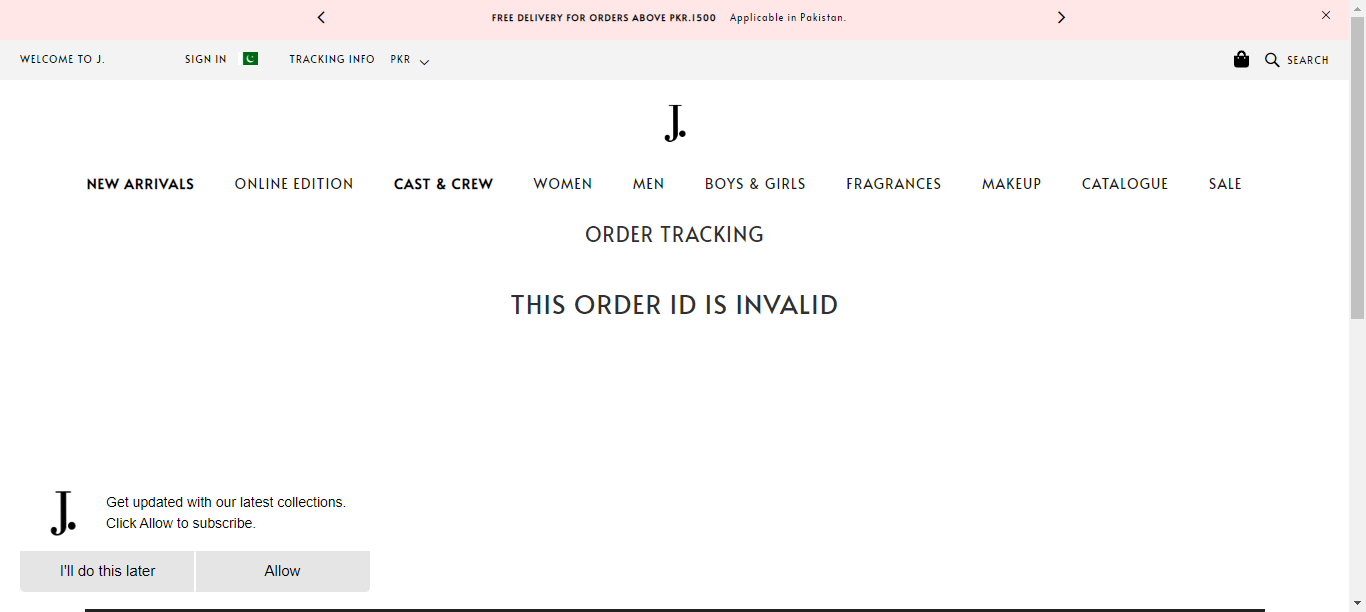 FREE DELIVERY FOR ORDERS ABOVE PKR.1500 Applicable in Pakistan.
WELCOME TO J. SIGN IN TRACKING INFO PKR SEARCH
J.
NEW ARRIVALS ONLINE EDITION CAST & CREW WOMEN MEN BOYS & GIRLS FRAGRANCES MAKEUP CATALOGUE SALE
ORDER TRACKING
THIS ORDER ID IS INVALID
J.
Get updated with our latest collections.
Click Allow to subscribe.
I'll do this later Allow